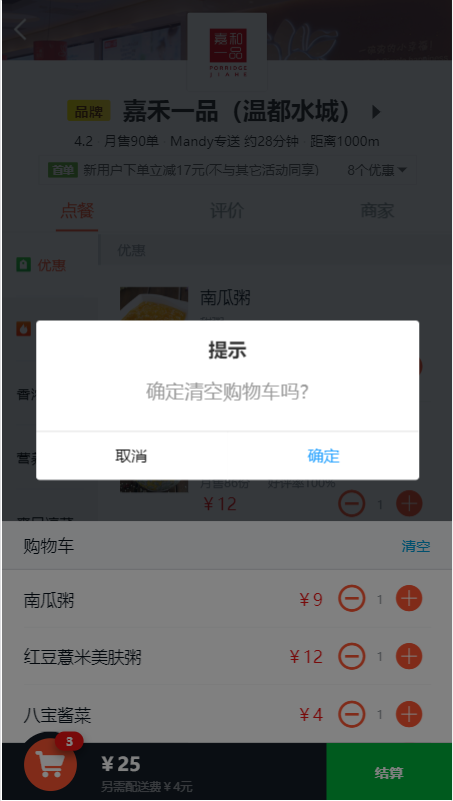 嘉和
一品
PORRIDGE
JIAHE
品牌 嘉禾一品（温都水城）
4.2 月售90单 Mandy专送 约28分钟 距离1000m
首单 新用户下单立减17元(不与其它活动同享) 8个优惠
点餐 评价 商家
优惠
优惠
南瓜粥
提示
确定清空购物车吗?
取消 确定
月售86份 好评率100%
￥12 1
购物车 清空
南瓜粥 ￥9 1
红豆薏米美肤粥 ￥12 1
八宝酱菜 ￥4 1
3
￥25
另需配送费￥4元
结算